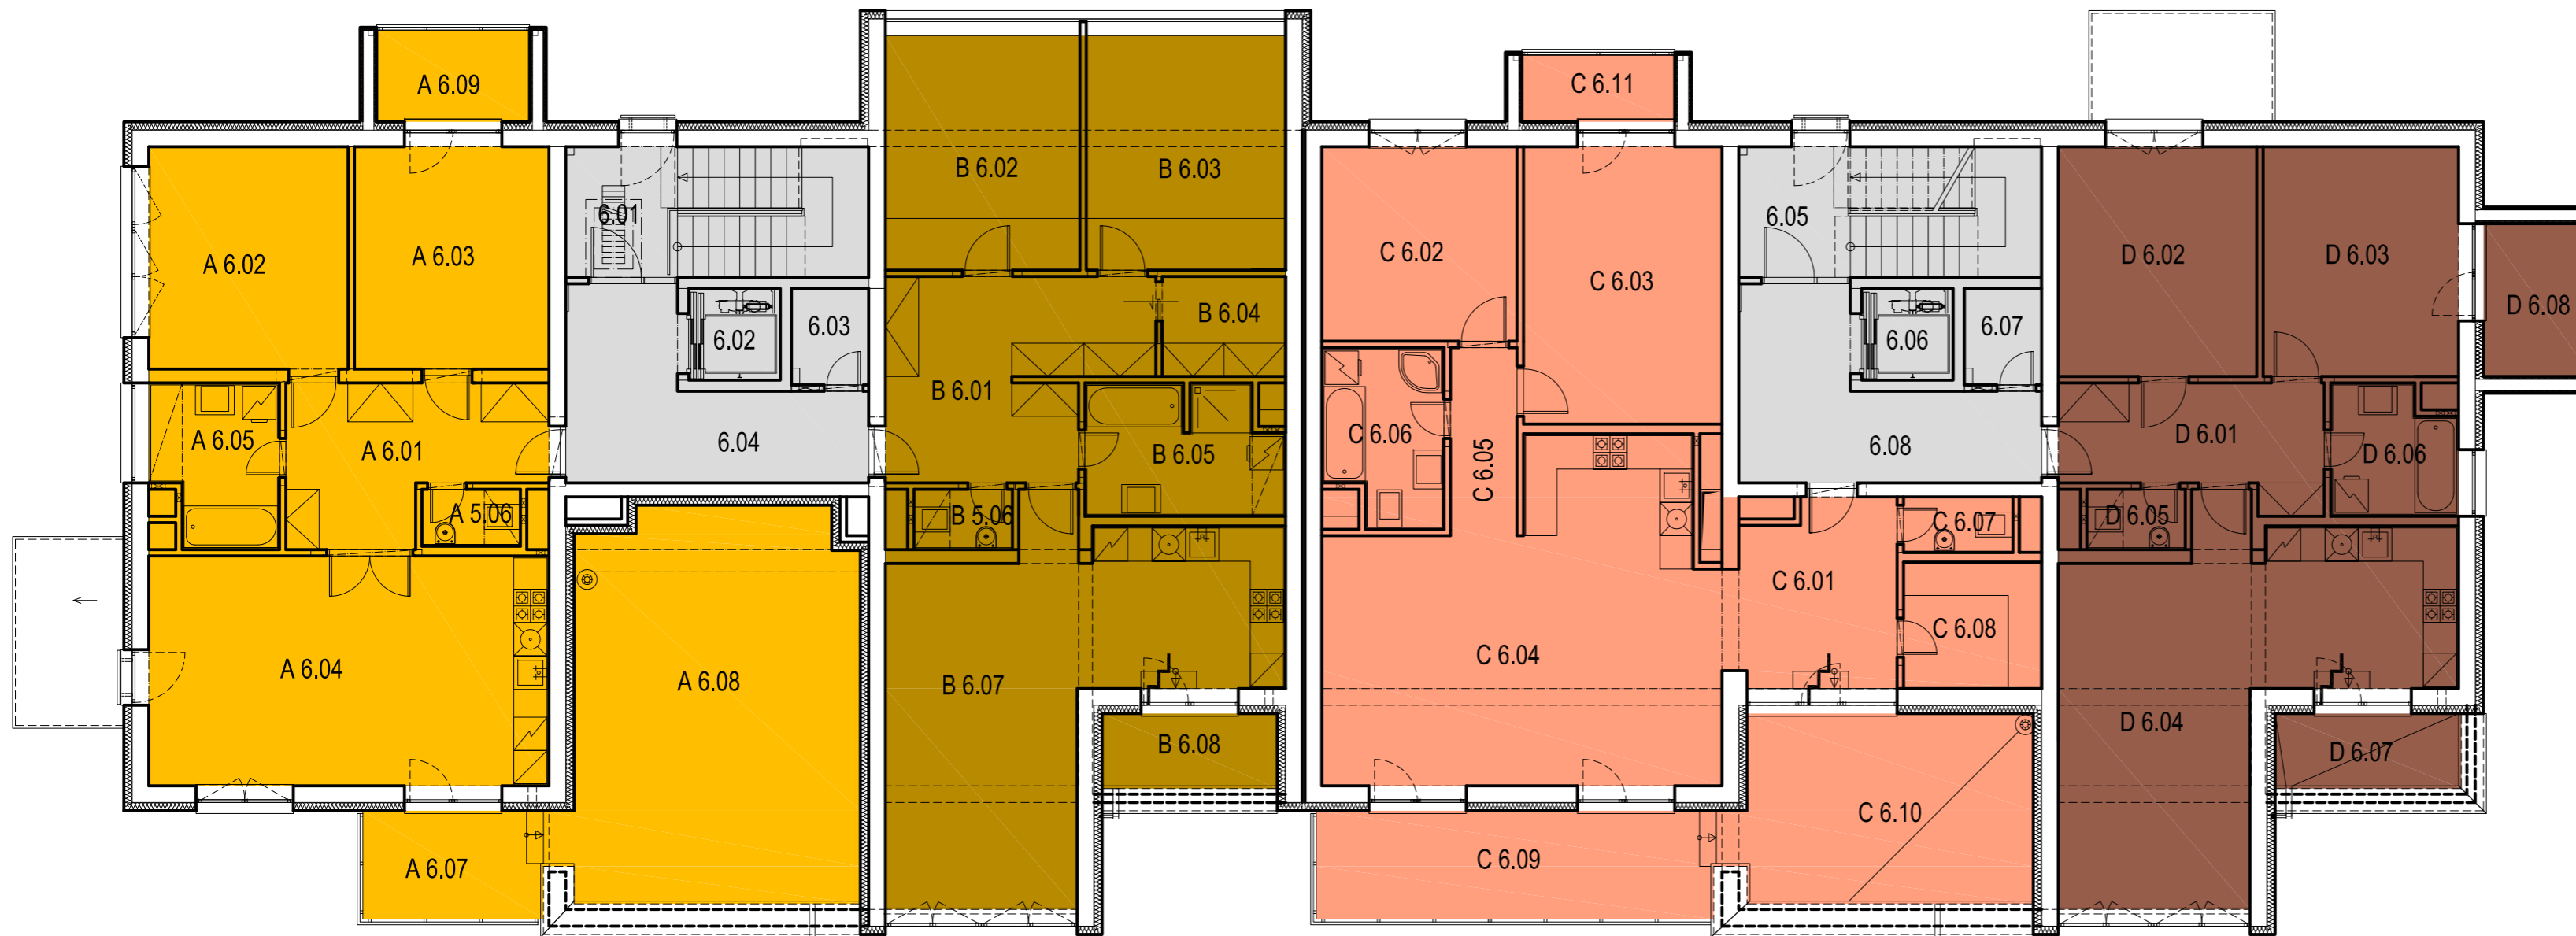 A 6.09
A 6.02
A 6.03
A 6.05
A 6.01
A 5.06
A 6.04
A 6.08
A 6.07
6.01
6.02
6.03
6.04
B 6.02
B 6.03
B 6.04
B 6.01
B 6.05
B 5.06
B 6.07
B 6.08
C 6.11
C 6.02
C 6.03
C 6.06
C 6.05
C 6.04
C 6.07
C 6.01
C 6.08
C 6.10
C 6.09
6.05
6.06
6.07
6.08
D 6.02
D 6.03
D 6.08
D 6.01
D 6.06
D 6.05
D 6.04
D 6.07